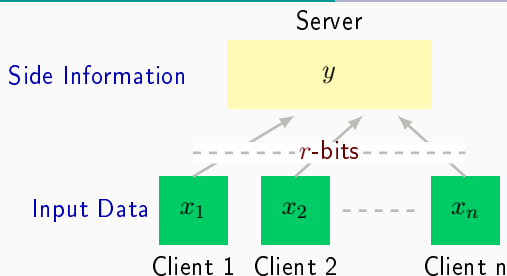 Server
Side Information y
r-bits
Input Data x₁ x₂ xₙ
Client 1 Client 2 Client n